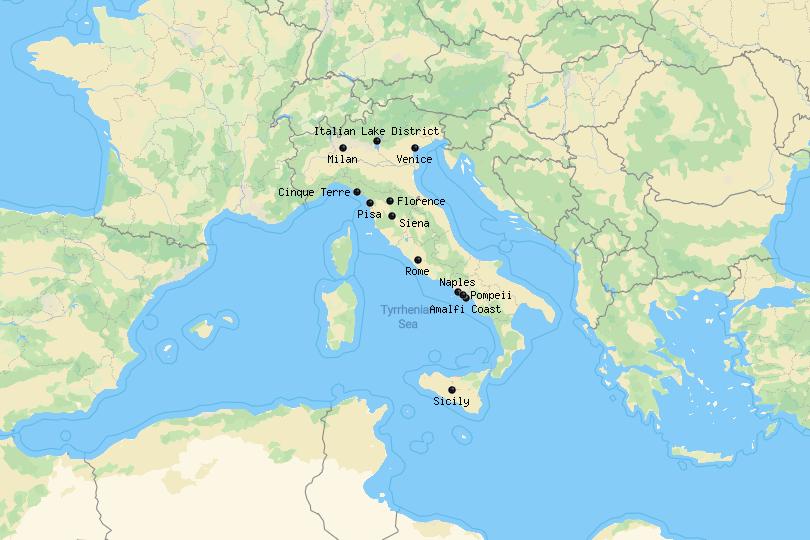 Italian Lake District
Milan
Venice
Cinque Terre
Florence
Pisa
Siena
Rome
Naples
Pompeii
Tyrrhenian
Amalfi Coast
Sea
Sicily